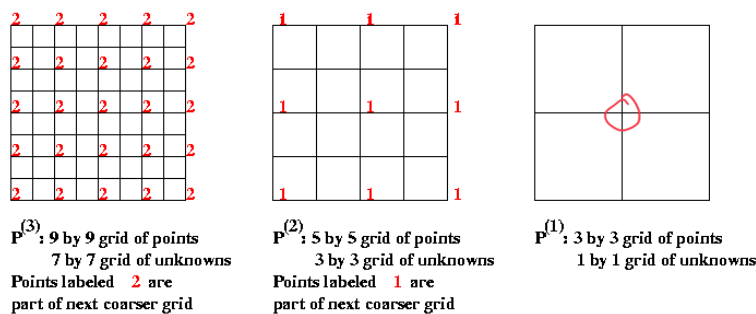 2 2 2 2 2
2 2 2 2 2
2 2 2 2 2
2 2 2 2 2
2 2 2 2 2
1 1 1
1 1 1
1 1 1
P(3): 9 by 9 grid of points
7 by 7 grid of unknowns
Points labeled 2 are
part of next coarser grid
P(2): 5 by 5 grid of points
3 by 3 grid of unknowns
Points labeled 1 are
part of next coarser grid
P(1): 3 by 3 grid of points
1 by 1 grid of unknowns